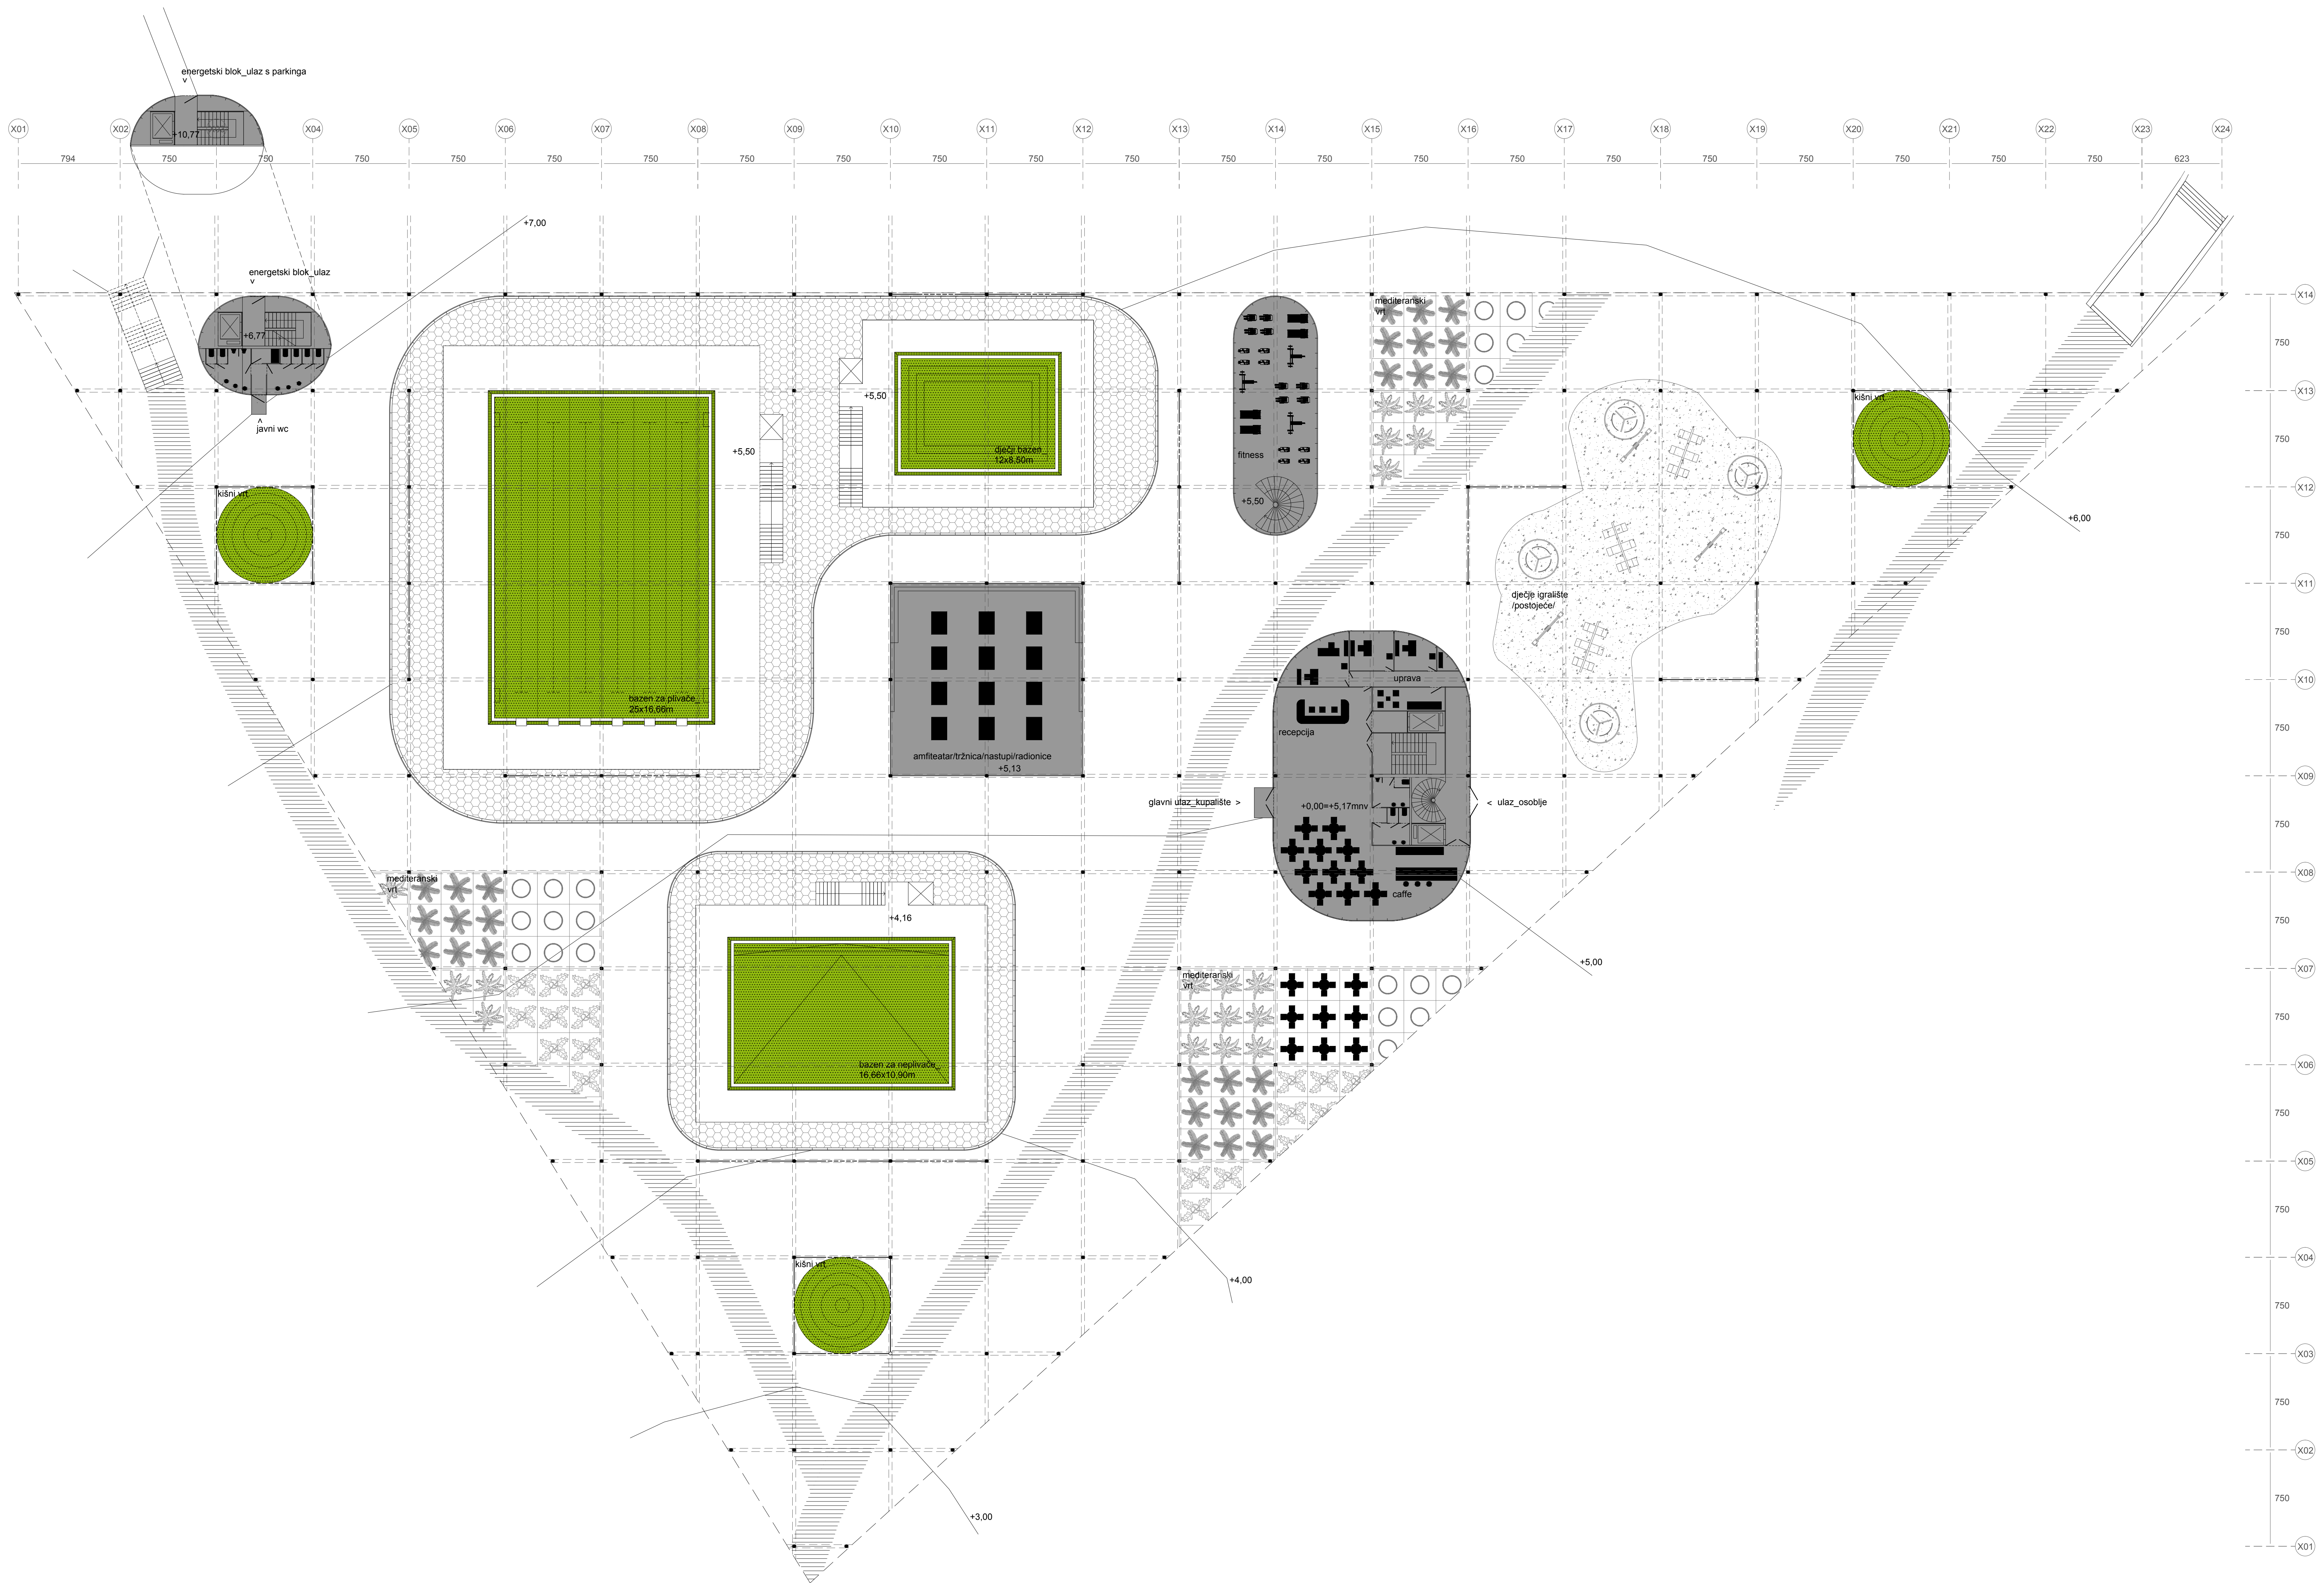 energetski blok_ulaz s parkinga
v
+10,77
X01 X02 X04 X05 X06 X07 X08 X09 X10 X11 X12 X13 X14 X15 X16 X17 X18 X19 X20 X21 X22 X23 X24
794 750 750 750 750 750 750 750 750 750 750 750 750 750 750 750 750 750 750 750 750 750 623
+7,00
energetski blok_ulaz
v
+6,77
^
javni wc
X14
750
X13
750
X12
750
X11
750
X10
750
X09
750
X08
750
X07
750
X06
750
X05
750
X04
750
X03
750
X02
750
X01
mediteranski
vrt
+5,50
+5,50
dječji bazen_
12x8,50m
fitness
+5,50
kišni vrt
kišni vrt
+6,00
dječje igralište
/postojeće/
bazen za plivače_
25x16,66m
uprava
recepcija
amfiteatar/tržnica/nastupi/radionice
+5,13
glavni ulaz_kupalište >
+0,00=+5,17mnv
< ulaz_osoblje
mediteranski
vrt
caffe
+4,16
+5,00
mediteranski
vrt
bazen za neplivače_
16,66x10,90m
kišni vrt
+4,00
+3,00